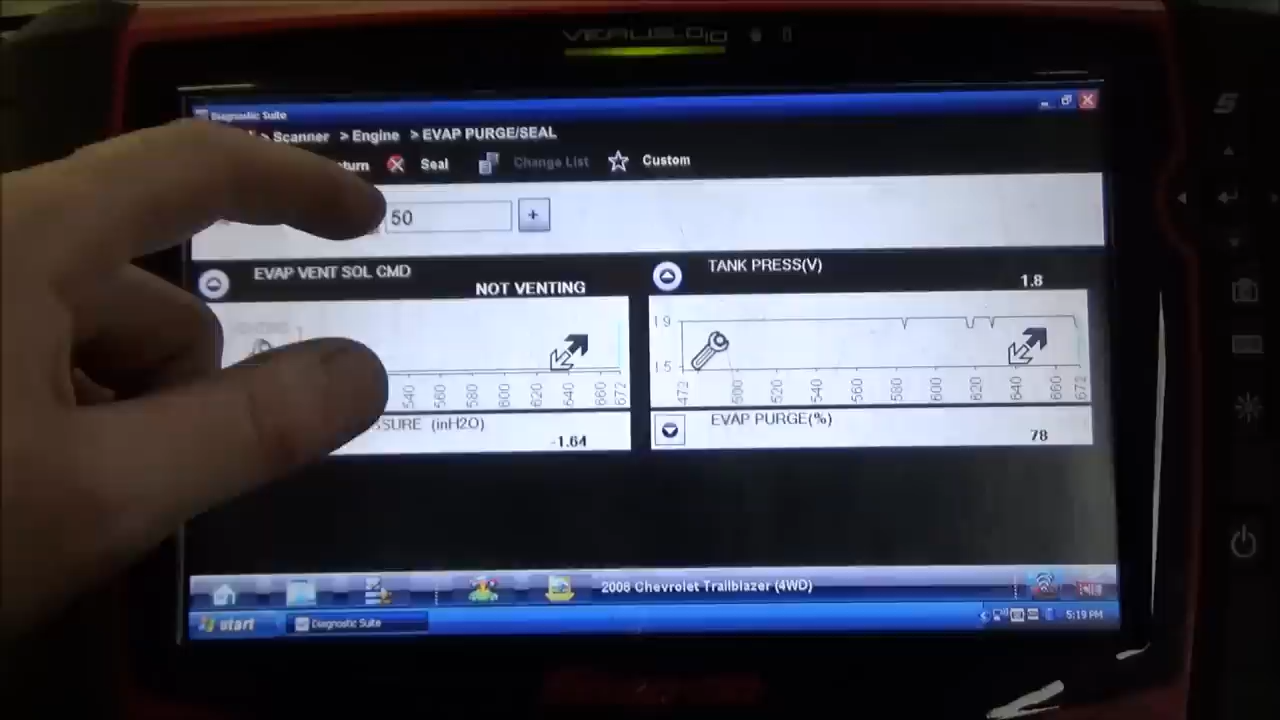 VERUS PRO
Diagnostic Suite
> Scanner > Engine > EVAP PURGE/SEAL
turn Seal Change List Custom
50 +
EVAP VENT SOL CMD
NOT VENTING
TANK PRESS(V)
1.8
540 560 580 600 620 640 660 672
1.9
1.5
472 500 520 540 560 580 600 620 640 660 672
SSURE (inH2O)
-1.64
EVAP PURGE(%)
78
2008 Chevrolet Trailblazer (4WD)
start Diagnostic Suite 5:19 PM
S